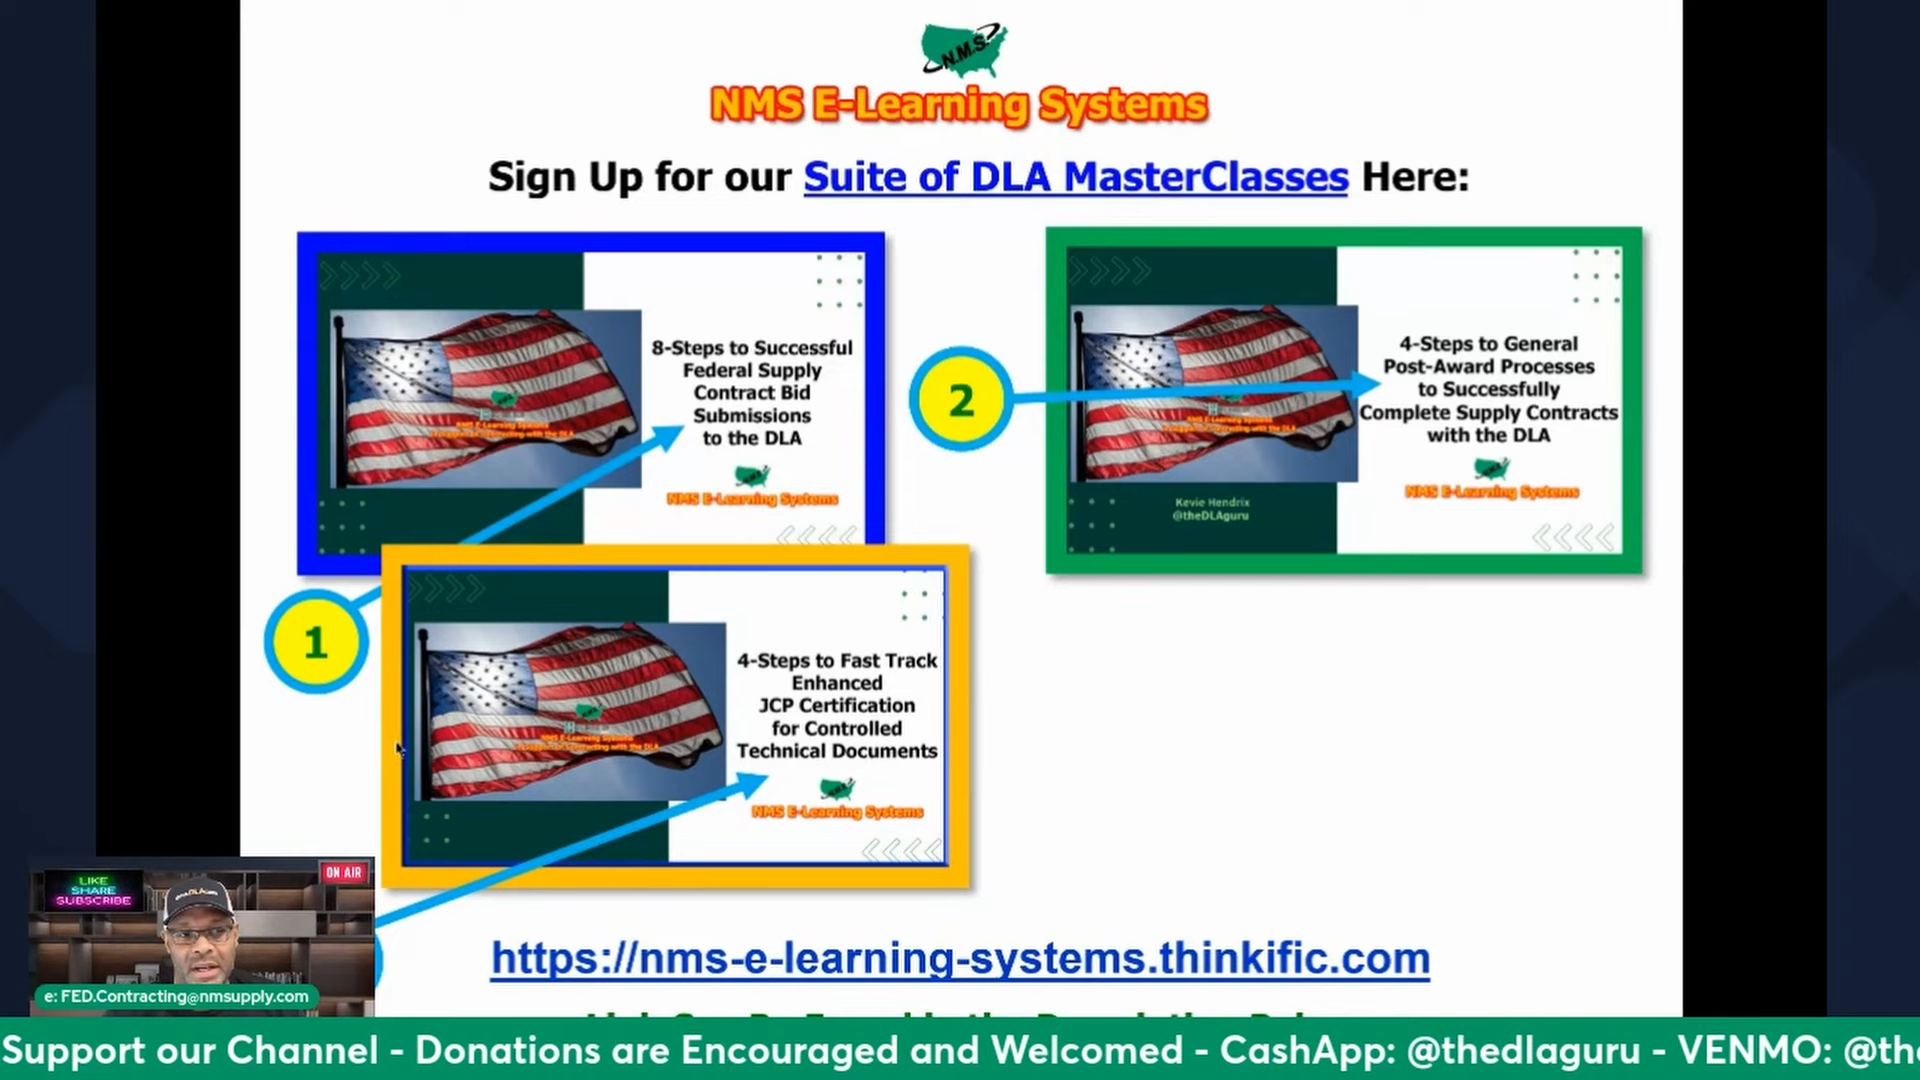 N.M.S.
NMS E-Learning Systems
Sign Up for our Suite of DLA MasterClasses Here:
8-Steps to Successful
Federal Supply
Contract Bid
Submissions
to the DLA
NMS E-Learning Systems
1
2
4-Steps to General
Post-Award Processes
to Successfully
Complete Supply Contracts
with the DLA
NMS E-Learning Systems
Kevie Hendrix
@theDLAguru
4-Steps to Fast Track
Enhanced
JCP Certification
for Controlled
Technical Documents
NMS E-Learning Systems
https://nms-e-learning-systems.thinkific.com
LIKE
SHARE
SUBSCRIBE
ON AIR
e: FED.Contracting@nmsupply.com
Support our Channel - Donations are Encouraged and Welcomed - CashApp: @thedlaguru - VENMO: @the